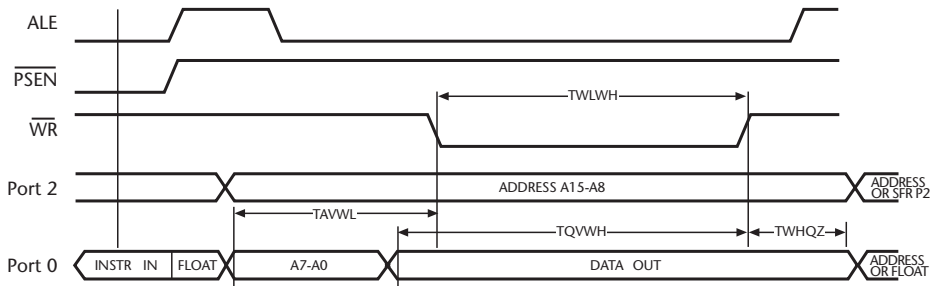 ALE
PSEN
TWLWH
WR
Port 2
ADDRESS A15-A8
ADDRESS
OR SFR P2
TAVWL
TQVWH
TWHQZ
Port 0
INSTR IN
FLOAT
A7-A0
DATA OUT
ADDRESS
OR FLOAT